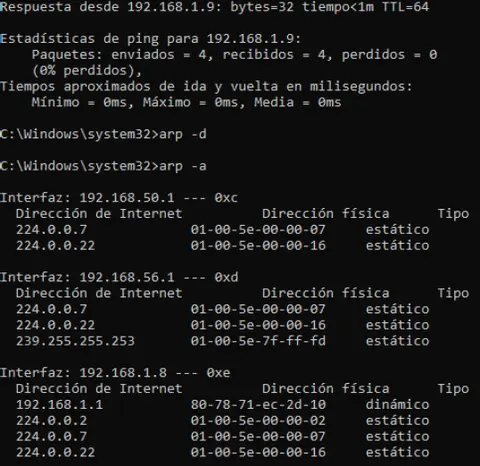 Respuesta desde 192.168.1.9: bytes=32 tiempo<1m TTL=64
Estadísticas de ping para 192.168.1.9:
Paquetes: enviados = 4, recibidos = 4, perdidos = 0
(0% perdidos),
Tiempos aproximados de ida y vuelta en milisegundos:
Mínimo = 0ms, Máximo = 0ms, Media = 0ms
C:\Windows\system32>arp -d
C:\Windows\system32>arp -a
Interfaz: 192.168.50.1 --- 0xc
Dirección de Internet Dirección física Tipo
224.0.0.7 01-00-5e-00-00-07 estático
224.0.0.22 01-00-5e-00-00-16 estático
Interfaz: 192.168.56.1 --- 0xd
Dirección de Internet Dirección física Tipo
224.0.0.7 01-00-5e-00-00-07 estático
224.0.0.22 01-00-5e-00-00-16 estático
239.255.255.253 01-00-5e-7f-ff-fd estático
Interfaz: 192.168.1.8 --- 0xe
Dirección de Internet Dirección física Tipo
192.168.1.1 80-78-71-ec-2d-10 dinámico
224.0.0.2 01-00-5e-00-00-02 estático
224.0.0.7 01-00-5e-00-00-07 estático
224.0.0.22 01-00-5e-00-00-16 estático